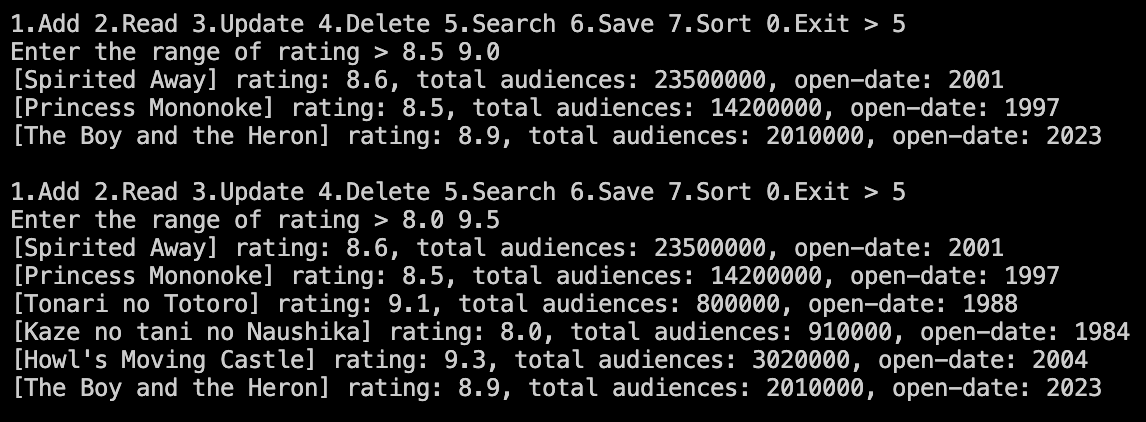 1.Add 2.Read 3.Update 4.Delete 5.Search 6.Save 7.Sort 0.Exit > 5
Enter the range of rating > 8.5 9.0
[Spirited Away] rating: 8.6, total audiences: 23500000, open-date: 2001
[Princess Mononoke] rating: 8.5, total audiences: 14200000, open-date: 1997
[The Boy and the Heron] rating: 8.9, total audiences: 2010000, open-date: 2023
1.Add 2.Read 3.Update 4.Delete 5.Search 6.Save 7.Sort 0.Exit > 5
Enter the range of rating > 8.0 9.5
[Spirited Away] rating: 8.6, total audiences: 23500000, open-date: 2001
[Princess Mononoke] rating: 8.5, total audiences: 14200000, open-date: 1997
[Tonari no Totoro] rating: 9.1, total audiences: 800000, open-date: 1988
[Kaze no tani no Naushika] rating: 8.0, total audiences: 910000, open-date: 1984
[Howl's Moving Castle] rating: 9.3, total audiences: 3020000, open-date: 2004
[The Boy and the Heron] rating: 8.9, total audiences: 2010000, open-date: 2023